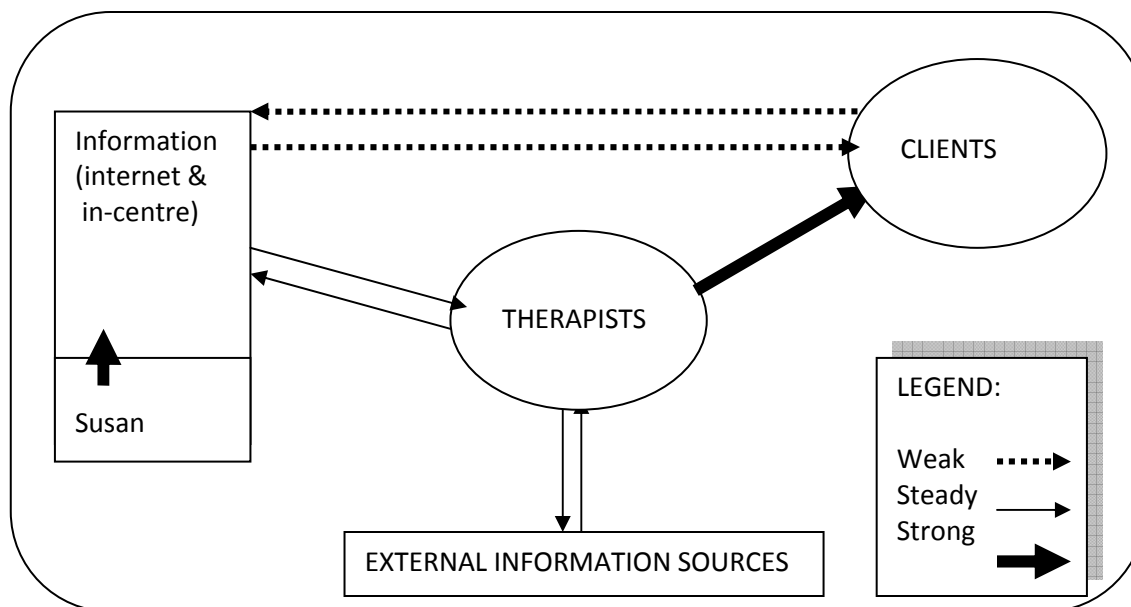 Information
(internet &
in-centre)
CLIENTS
THERAPISTS
Susan
EXTERNAL INFORMATION SOURCES
LEGEND:
Weak
Steady
Strong